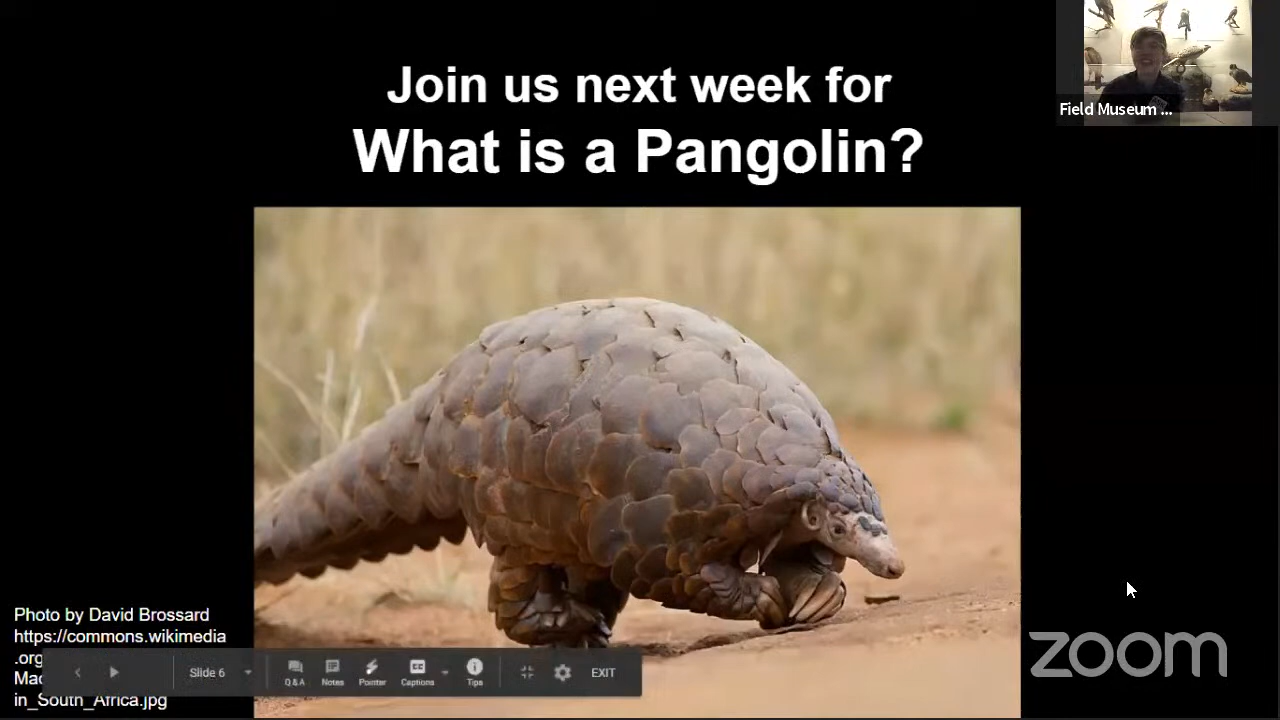 Join us next week for
What is a Pangolin?
Field Museum ...
Photo by David Brossard
https://commons.wikimedia
.org
Mac
in_South_Africa.jpg
Slide 6
Q&A
Notes
Pointer
Captions
Tips
EXIT
zoom